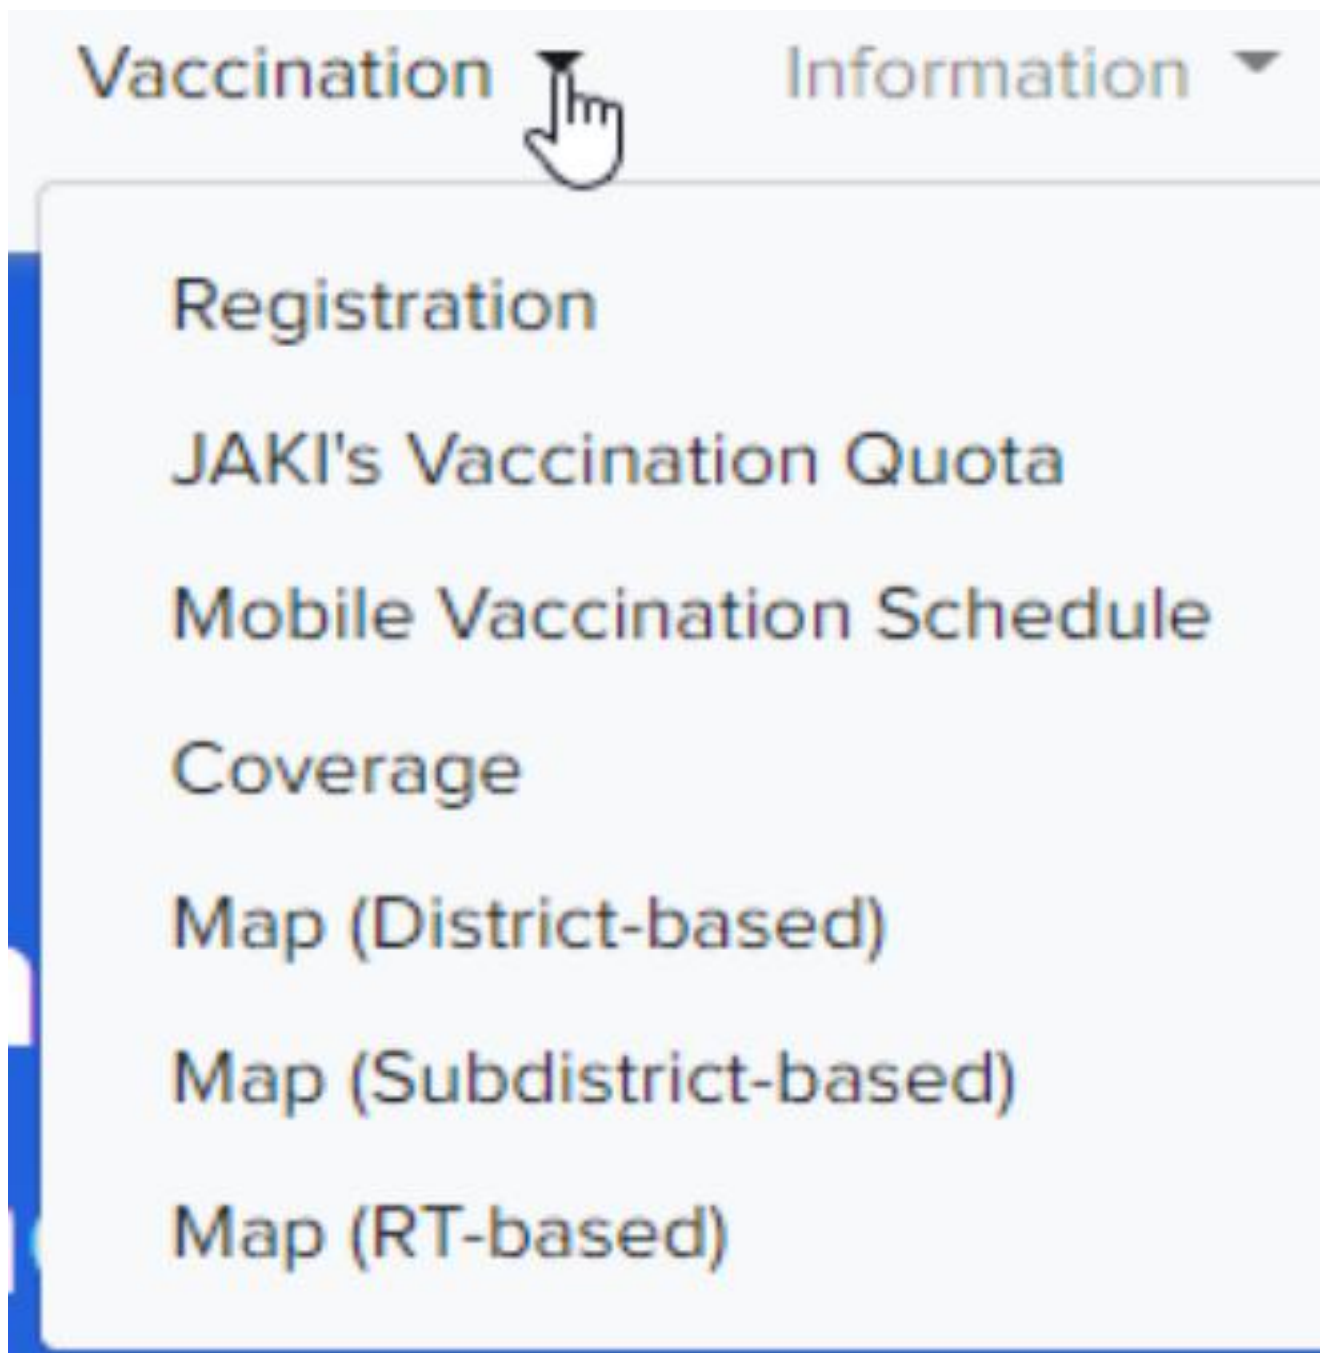 Vaccination Information
Registration
JAKI's Vaccination Quota
Mobile Vaccination Schedule
Coverage
Map (District-based)
Map (Subdistrict-based)
Map (RT-based)